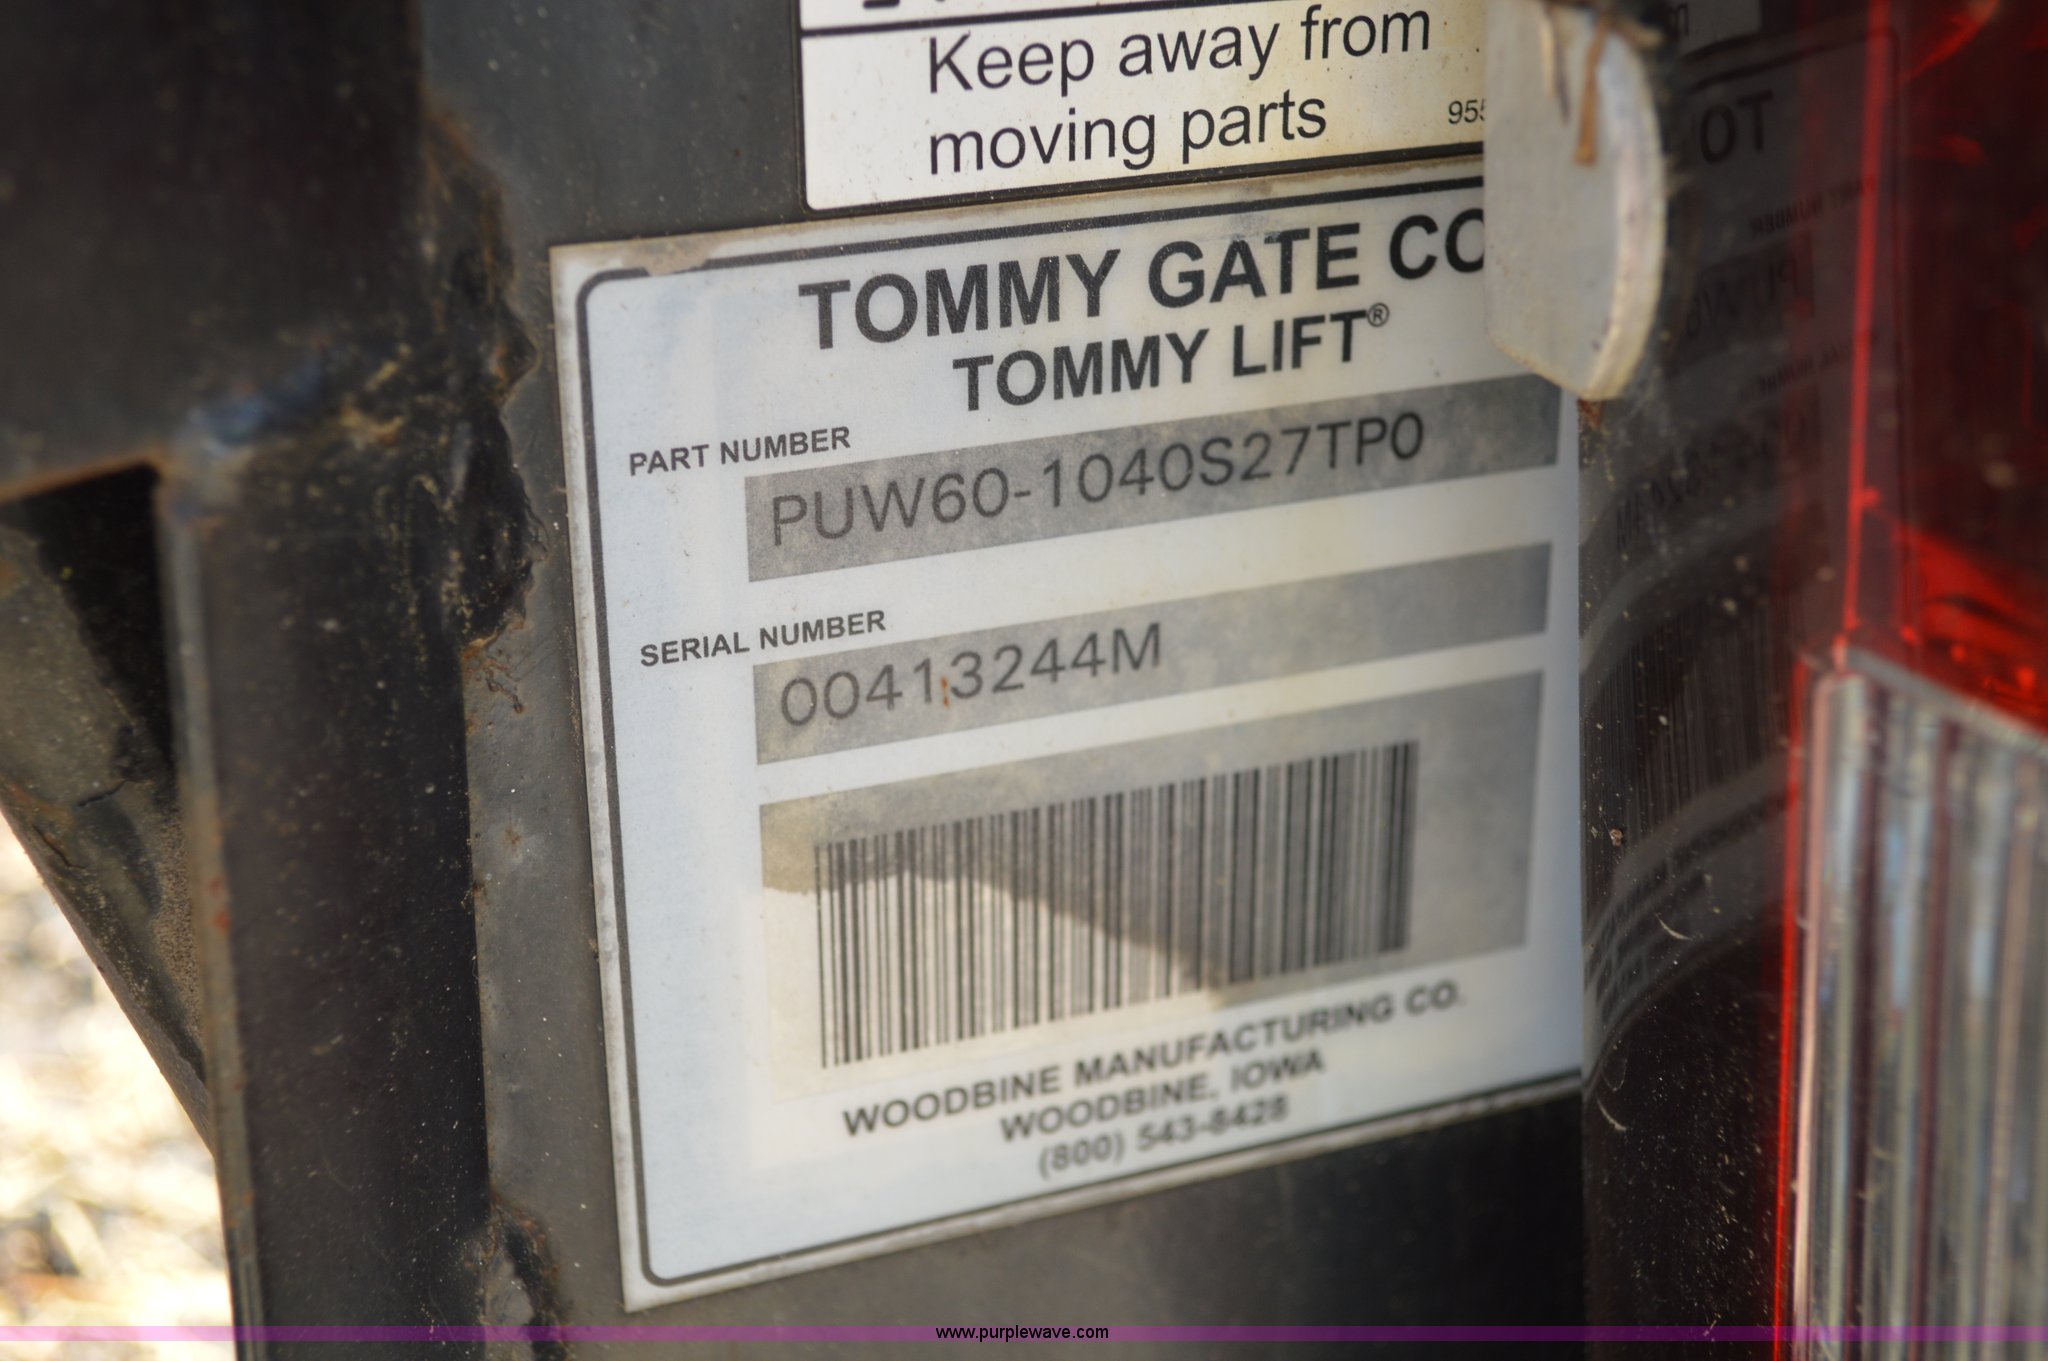 Keep away from
moving parts
TOMMY GATE CO
TOMMY LIFT®
PART NUMBER
PUW60-1040S27TP0
SERIAL NUMBER
00413244M
WOODBINE MANUFACTURING CO.
WOODBINE, IOWA
(800) 543-8428
www.purplewave.com